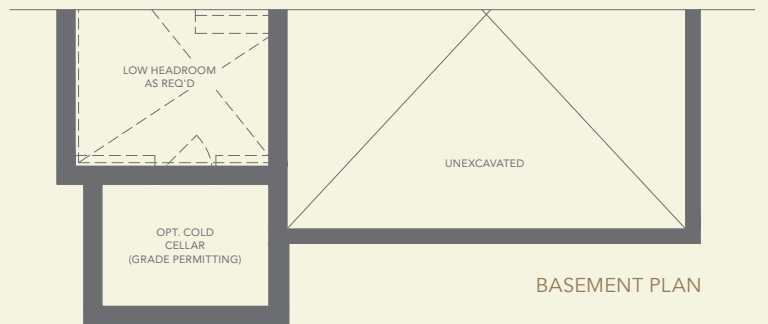 LOW HEADROOM
AS REQ'D
UNEXCAVATED
OPT. COLD
CELLAR
(GRADE PERMITTING)
BASEMENT PLAN